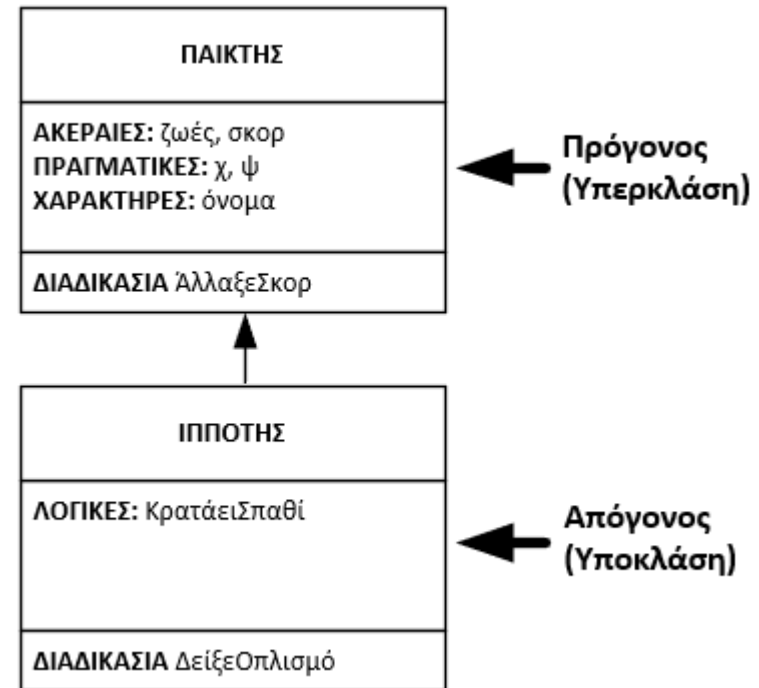 ΠΑΙΚΤΗΣ
ΑΚΕΡΑΙΕΣ: ζωές, σκορ
ΠΡΑΓΜΑΤΙΚΕΣ: χ, ψ
ΧΑΡΑΚΤΗΡΕΣ: όνομα
ΔΙΑΔΙΚΑΣΙΑ ΆλλαξεΣκορ
Πρόγονος
(Υπερκλάση)
ΙΠΠΟΤΗΣ
ΛΟΓΙΚΕΣ: ΚρατάειΣπαθί
ΔΙΑΔΙΚΑΣΙΑ ΔείξεΟπλισμό
Απόγονος
(Υποκλάση)